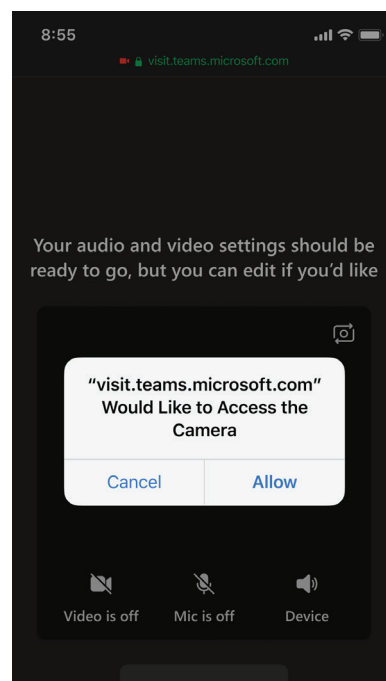 8:55
visit.teams.microsoft.com
Your audio and video settings should be
ready to go, but you can edit if you'd like
“visit.teams.microsoft.com”
Would Like to Access the
Camera
Cancel Allow
Video is off Mic is off Device